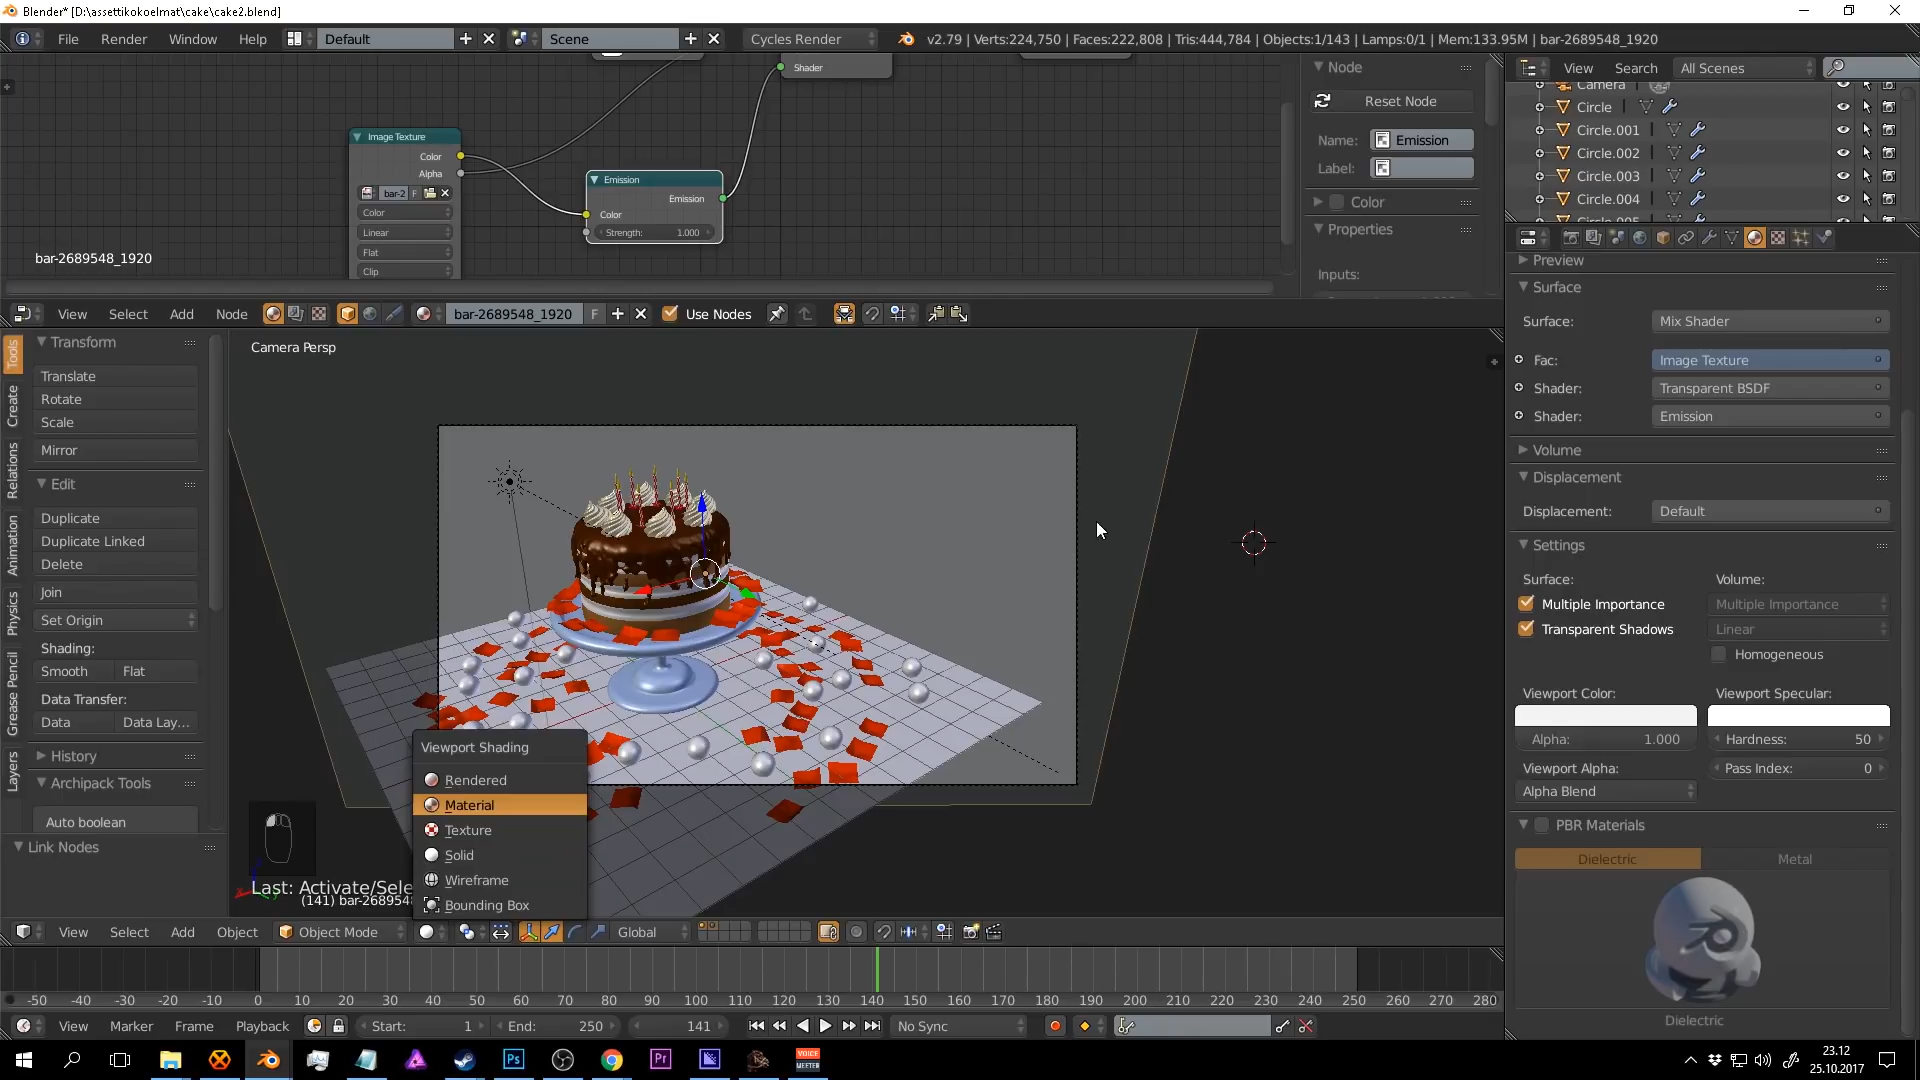 Blender* [D:\assettikokoelmat\cake\cake2.blend]
File Render Window Help Default Scene Cycles Render v2.79 | Verts:224,750 | Faces:222,808 | Tris:444,784 | Objects:1/143 | Lamps:0/1 | Mem:133.95M | bar-2689548_1920
Shader
Image Texture
Color
Alpha
bar-2 F
Color
Linear
Flat
Clip
Emission
Emission
Color
Strength: 1.000
bar-2689548_1920
Node
Reset Node
Name: Emission
Label:
Color
Properties
Inputs:
View Search All Scenes
Camera
Circle
Circle.001
Circle.002
Circle.003
Circle.004
View Select Add Node bar-2689548_1920 F Use Nodes
Tools
Create
Relations
Animation
Physics
Grease Pencil
Layers
Transform
Translate
Rotate
Scale
Mirror
Edit
Duplicate
Duplicate Linked
Delete
Join
Set Origin
Shading:
Smooth Flat
Data Transfer:
Data Data Lay...
History
Archipack Tools
Auto boolean
Link Nodes
Camera Persp
Viewport Shading
Rendered
Material
Texture
Solid
Wireframe
Bounding Box
Last: Activate/Sele
(141) bar-268954
Preview
Surface
Surface: Mix Shader
Fac: Image Texture
Shader: Transparent BSDF
Shader: Emission
Volume
Displacement
Displacement: Default
Settings
Surface: Volume:
Multiple Importance Multiple Importance
Transparent Shadows Linear
Homogeneous
Viewport Color: Viewport Specular:
Alpha: 1.000 Hardness: 50
Viewport Alpha: Pass Index: 0
Alpha Blend
PBR Materials
Dielectric Metal
Dielectric
View Select Add Object Object Mode Global
-50 -40 -30 -20 -10 0 10 20 30 40 50 60 70 80 90 100 110 120 130 140 150 160 170 180 190 200 210 220 230 240 250 260 270 280
View Marker Frame Playback Start: 1 End: 250 141 No Sync
Ps Pr VOICE MEETER
23.12
25.10.2017